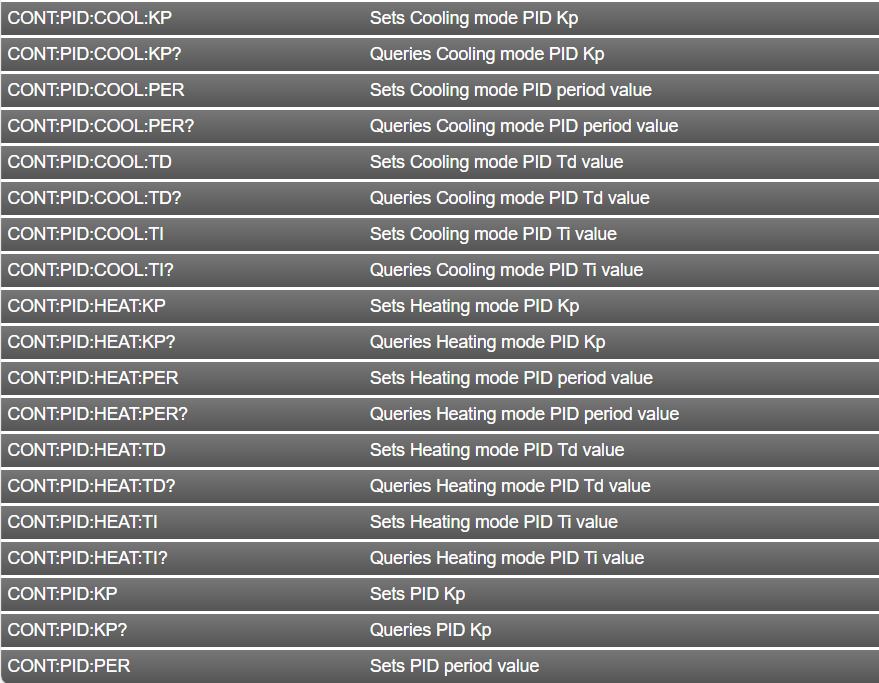 CONT:PID:COOL:KP Sets Cooling mode PID Kp
CONT:PID:COOL:KP? Queries Cooling mode PID Kp
CONT:PID:COOL:PER Sets Cooling mode PID period value
CONT:PID:COOL:PER? Queries Cooling mode PID period value
CONT:PID:COOL:TD Sets Cooling mode PID Td value
CONT:PID:COOL:TD? Queries Cooling mode PID Td value
CONT:PID:COOL:TI Sets Cooling mode PID Ti value
CONT:PID:COOL:TI? Queries Cooling mode PID Ti value
CONT:PID:HEAT:KP Sets Heating mode PID Kp
CONT:PID:HEAT:KP? Queries Heating mode PID Kp
CONT:PID:HEAT:PER Sets Heating mode PID period value
CONT:PID:HEAT:PER? Queries Heating mode PID period value
CONT:PID:HEAT:TD Sets Heating mode PID Td value
CONT:PID:HEAT:TD? Queries Heating mode PID Td value
CONT:PID:HEAT:TI Sets Heating mode PID Ti value
CONT:PID:HEAT:TI? Queries Heating mode PID Ti value
CONT:PID:KP Sets PID Kp
CONT:PID:KP? Queries PID Kp
CONT:PID:PER Sets PID period value